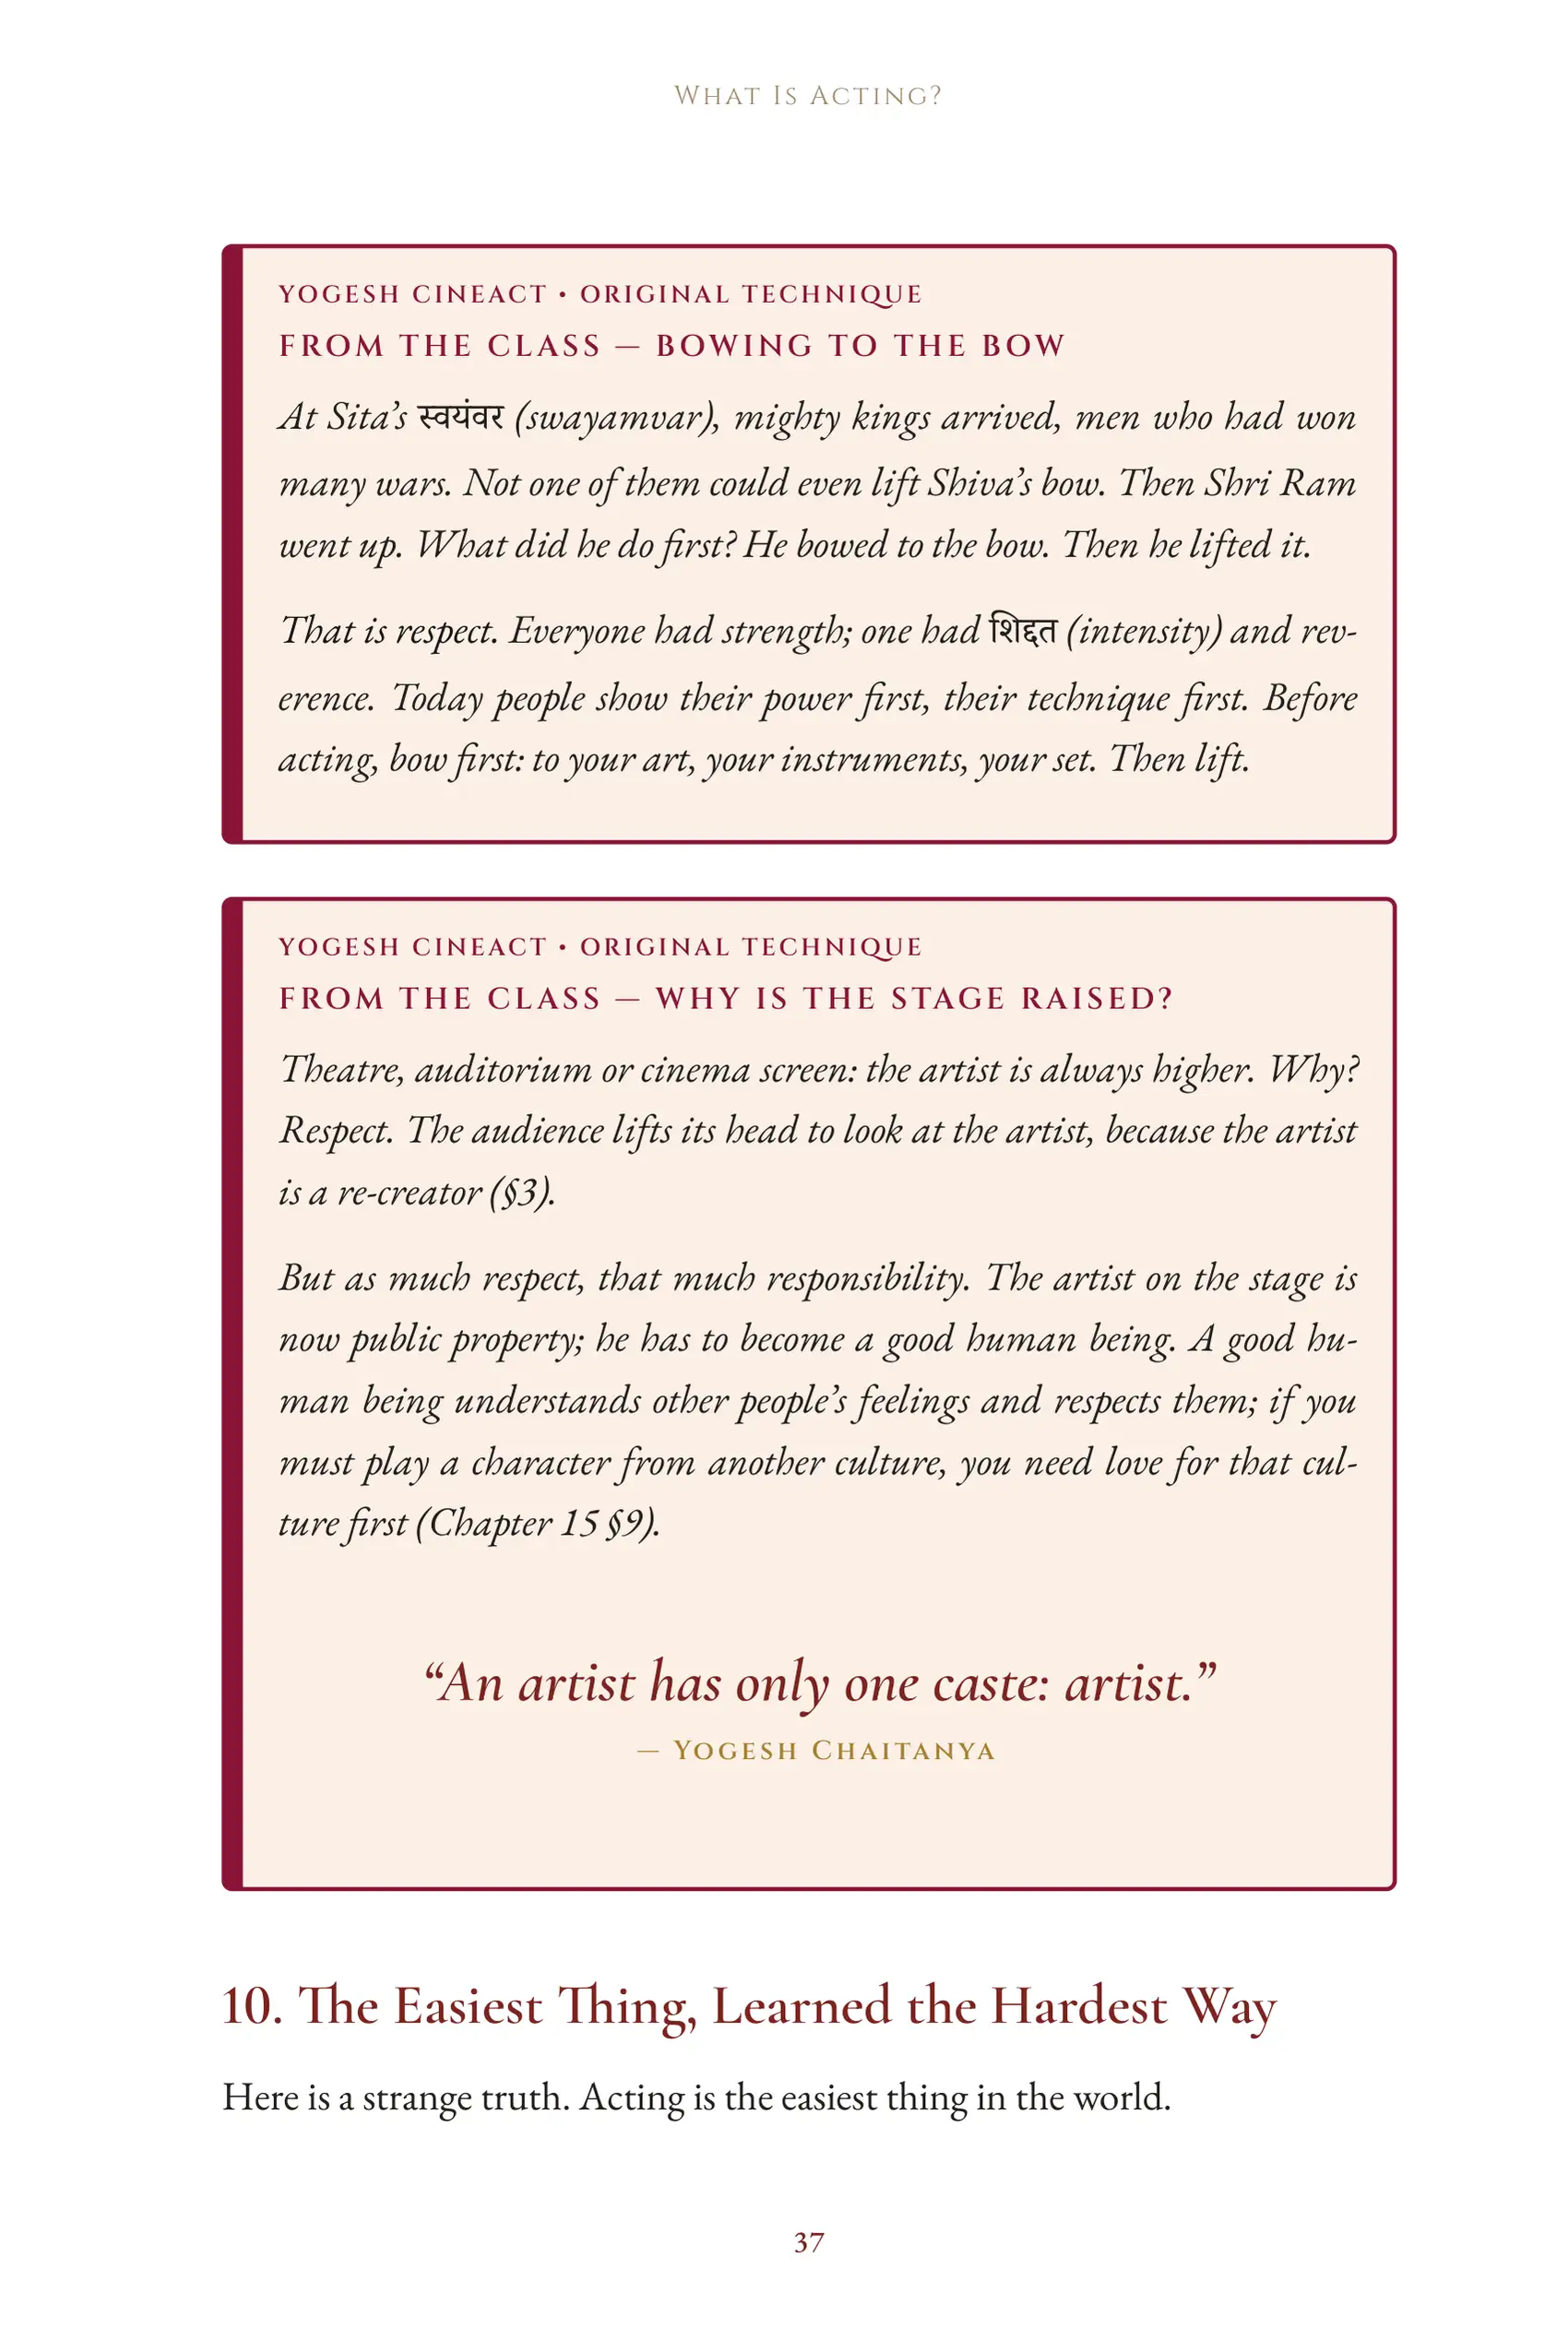 What Is Acting?
YOGESH CINEACT • ORIGINAL TECHNIQUE
FROM THE CLASS — BOWING TO THE BOW
At Sita’s स्वयंवर (swayamvar), mighty kings arrived, men who had won
many wars. Not one of them could even lift Shiva’s bow. Then Shri Ram
went up. What did he do first? He bowed to the bow. Then he lifted it.
That is respect. Everyone had strength; one had शिद्दत (intensity) and rev-
erence. Today people show their power first, their technique first. Before
acting, bow first: to your art, your instruments, your set. Then lift.
YOGESH CINEACT • ORIGINAL TECHNIQUE
FROM THE CLASS — WHY IS THE STAGE RAISED?
Theatre, auditorium or cinema screen: the artist is always higher. Why?
Respect. The audience lifts its head to look at the artist, because the artist
is a re-creator (§3).
But as much respect, that much responsibility. The artist on the stage is
now public property; he has to become a good human being. A good hu-
man being understands other people’s feelings and respects them; if you
must play a character from another culture, you need love for that cul-
ture first (Chapter 15 §9).
“An artist has only one caste: artist.”
— Yogesh Chaitanya
10. The Easiest Thing, Learned the Hardest Way
Here is a strange truth. Acting is the easiest thing in the world.
37